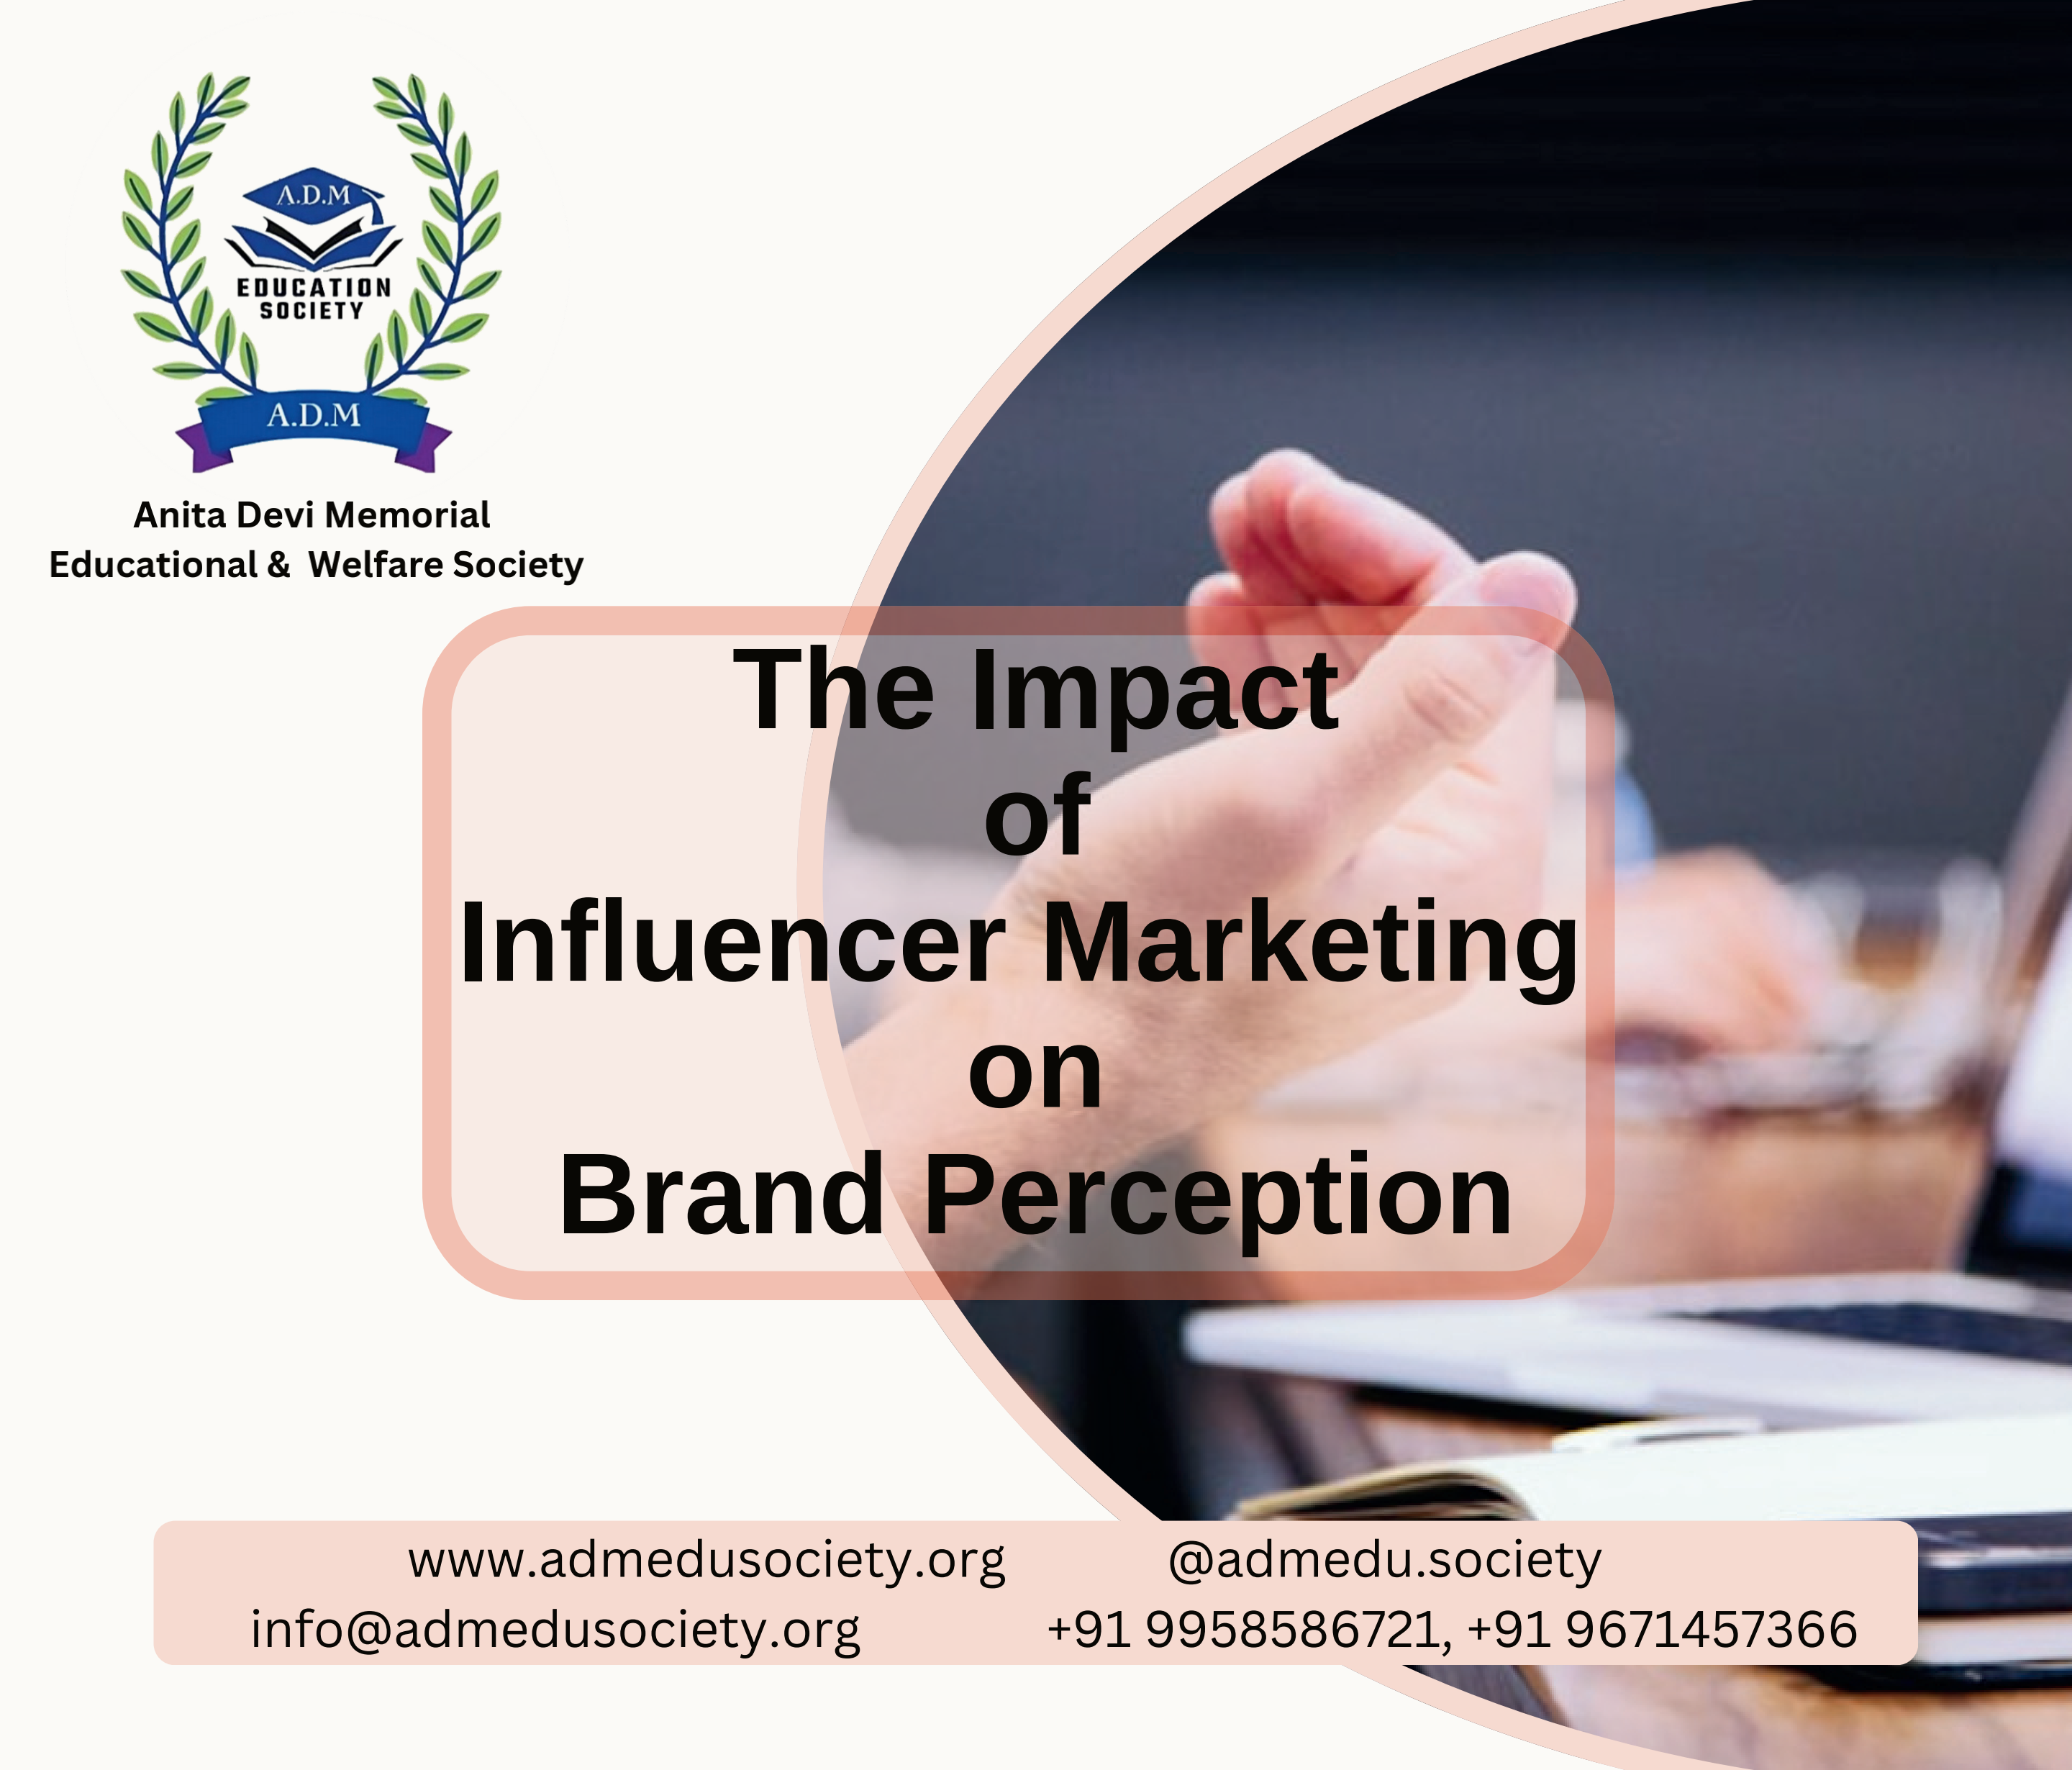 A.D.M
EDUCATION
SOCIETY
A.D.M
Anita Devi Memorial
Educational & Welfare Society
The Impact
of
Influencer Marketing
on
Brand Perception
www.admedusociety.org @admedu.society
info@admedusociety.org +91 9958586721, +91 9671457366